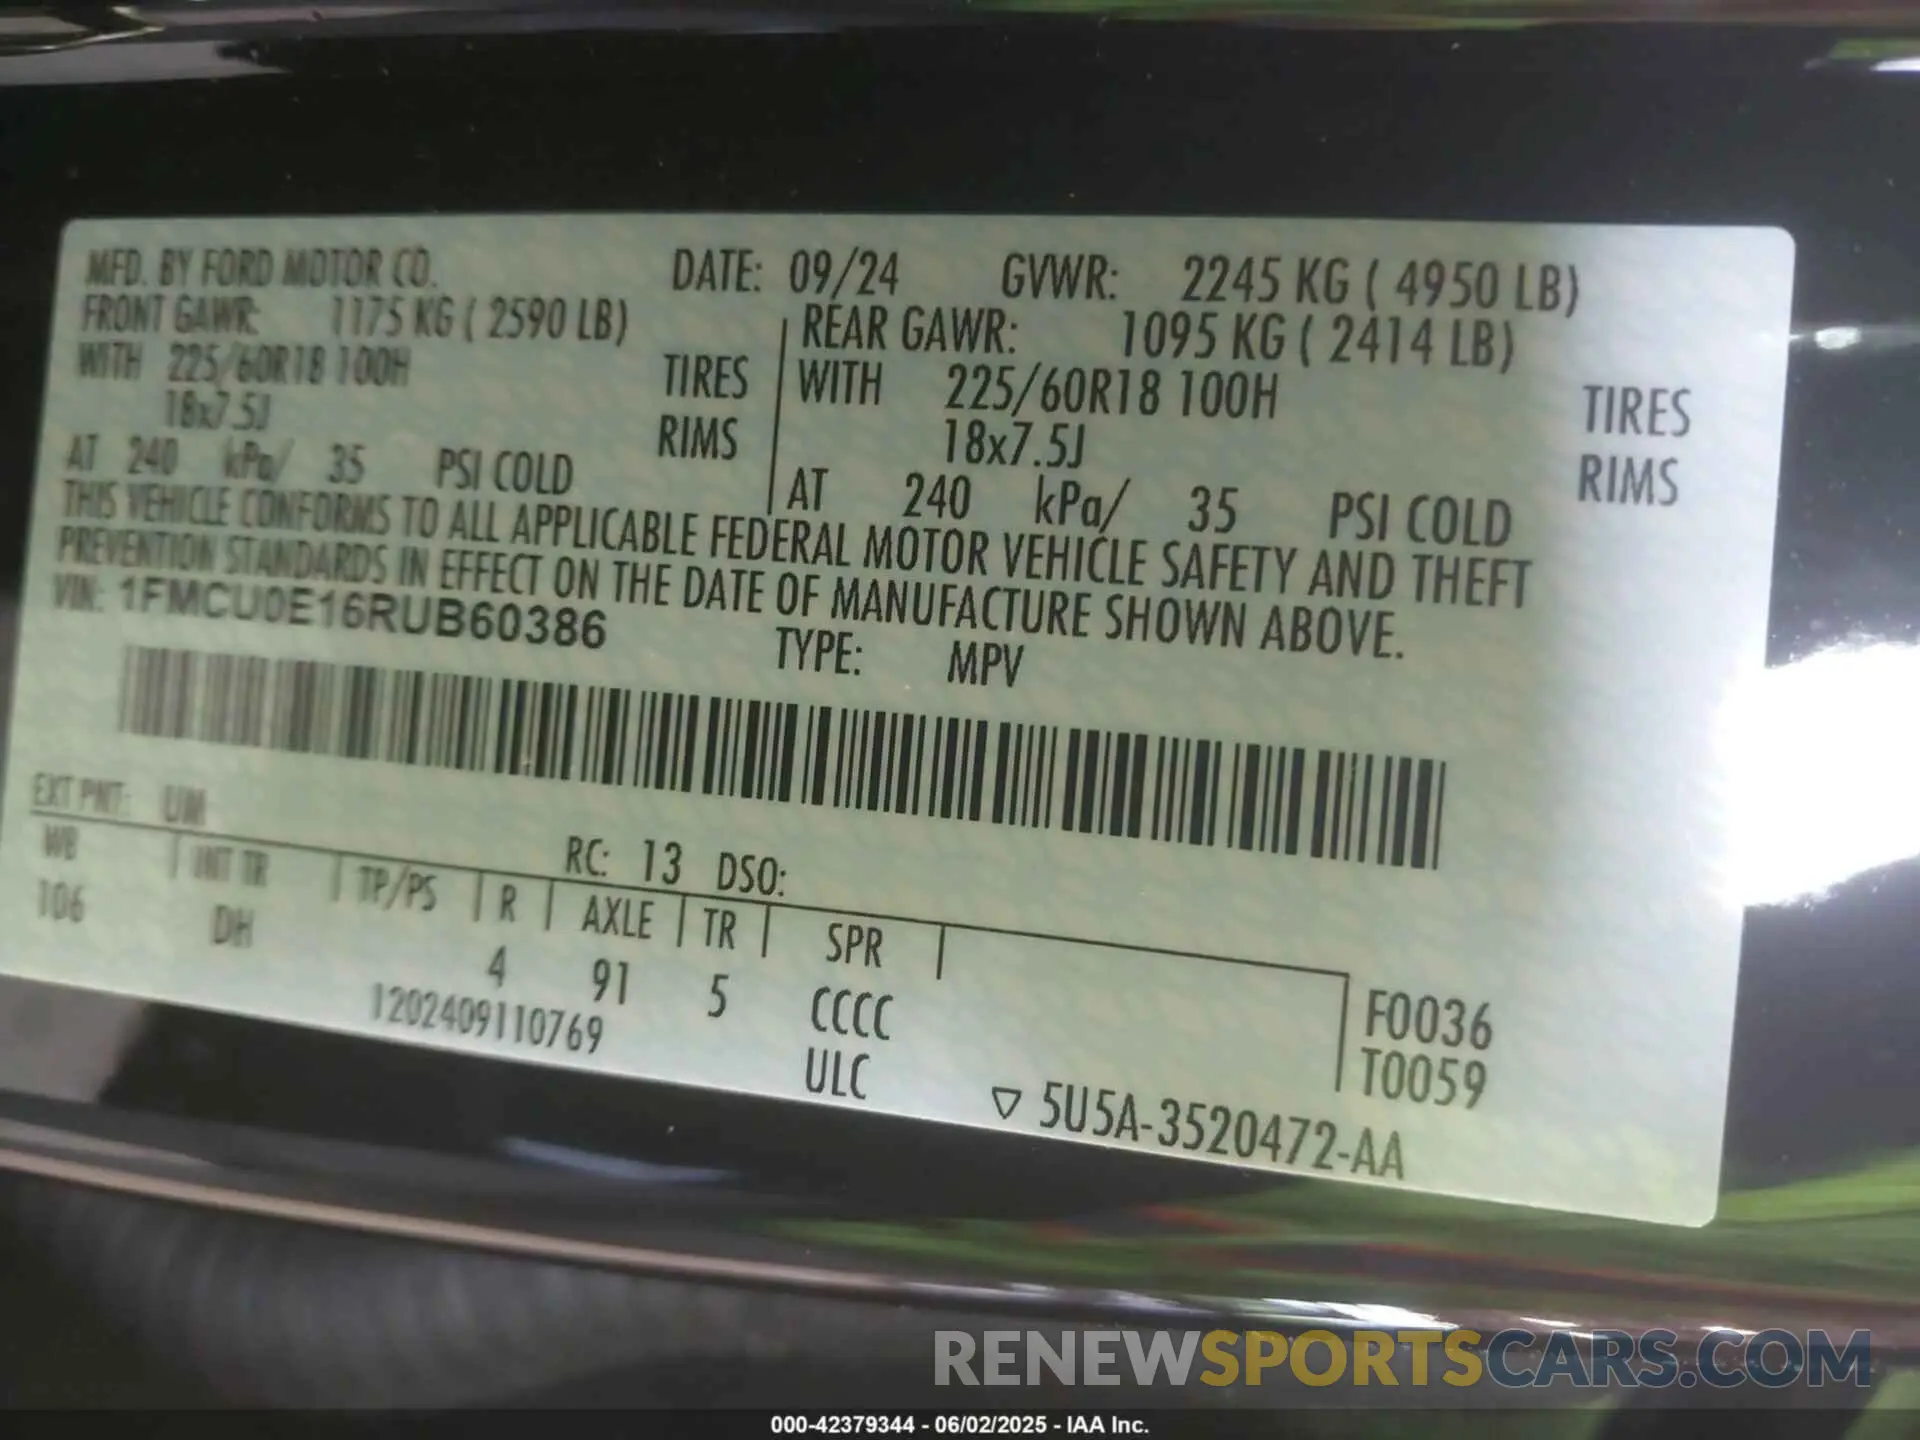 MFD. BY FORD MOTOR CO. DATE: 09/24 GVWR: 2245 KG ( 4950 LB)
FRONT GAWR: 1175 KG ( 2590 LB) REAR GAWR: 1095 KG ( 2414 LB)
WITH 225/60R18 100H TIRES WITH 225/60R18 100H TIRES
18x7.5J RIMS 18x7.5J RIMS
AT 240 kPa/ 35 PSI COLD AT 240 kPa/ 35 PSI COLD
THIS VEHICLE CONFORMS TO ALL APPLICABLE FEDERAL MOTOR VEHICLE SAFETY AND THEFT
PREVENTION STANDARDS IN EFFECT ON THE DATE OF MANUFACTURE SHOWN ABOVE.
VIN: 1FMCU0E16RUB60386 TYPE: MPV
EXT PNT: UM RC: 13 DSO:
WB INT TR TP/PS R AXLE TR SPR
106 DH 4 91 5 CCCC F0036
1202409110769 ULC T0059
▽ 5U5A-3520472-AA
RENEWSPORTSCARS.COM
000-42379344 - 06/02/2025 - IAA Inc.